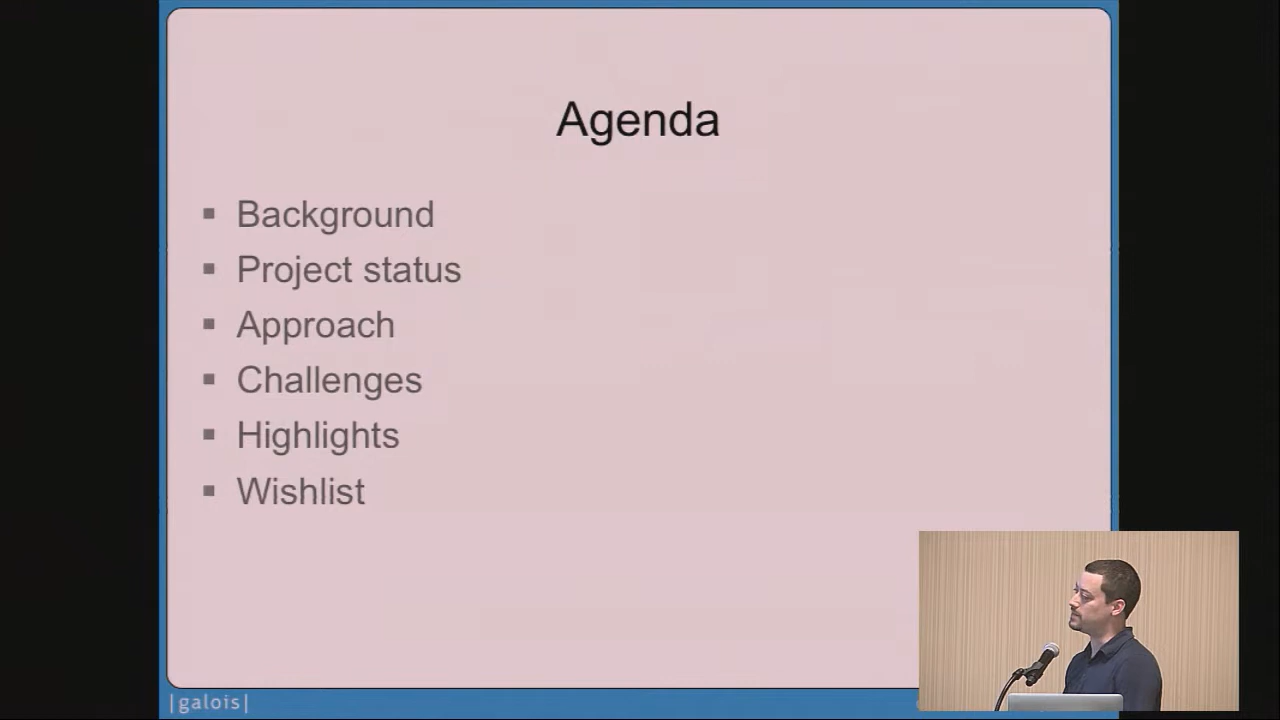 Agenda
Background
Project status
Approach
Challenges
Highlights
Wishlist
|galois|